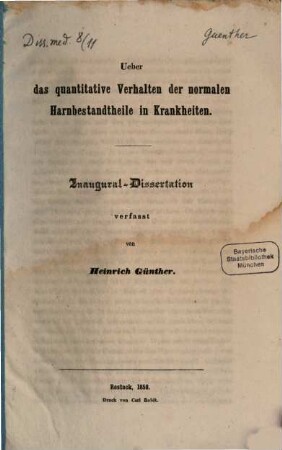 Diss. med. 8/11
Guenther
Ueber
das quantitative Verhalten der normalen
Harnbestandtheile in Krankheiten.
Inaugural-Dissertation
verfasst
von
Heinrich Günther.
Bayerische
Staatsbibliothek
München
Rostock, 1850.
Druck von Carl Boldt.